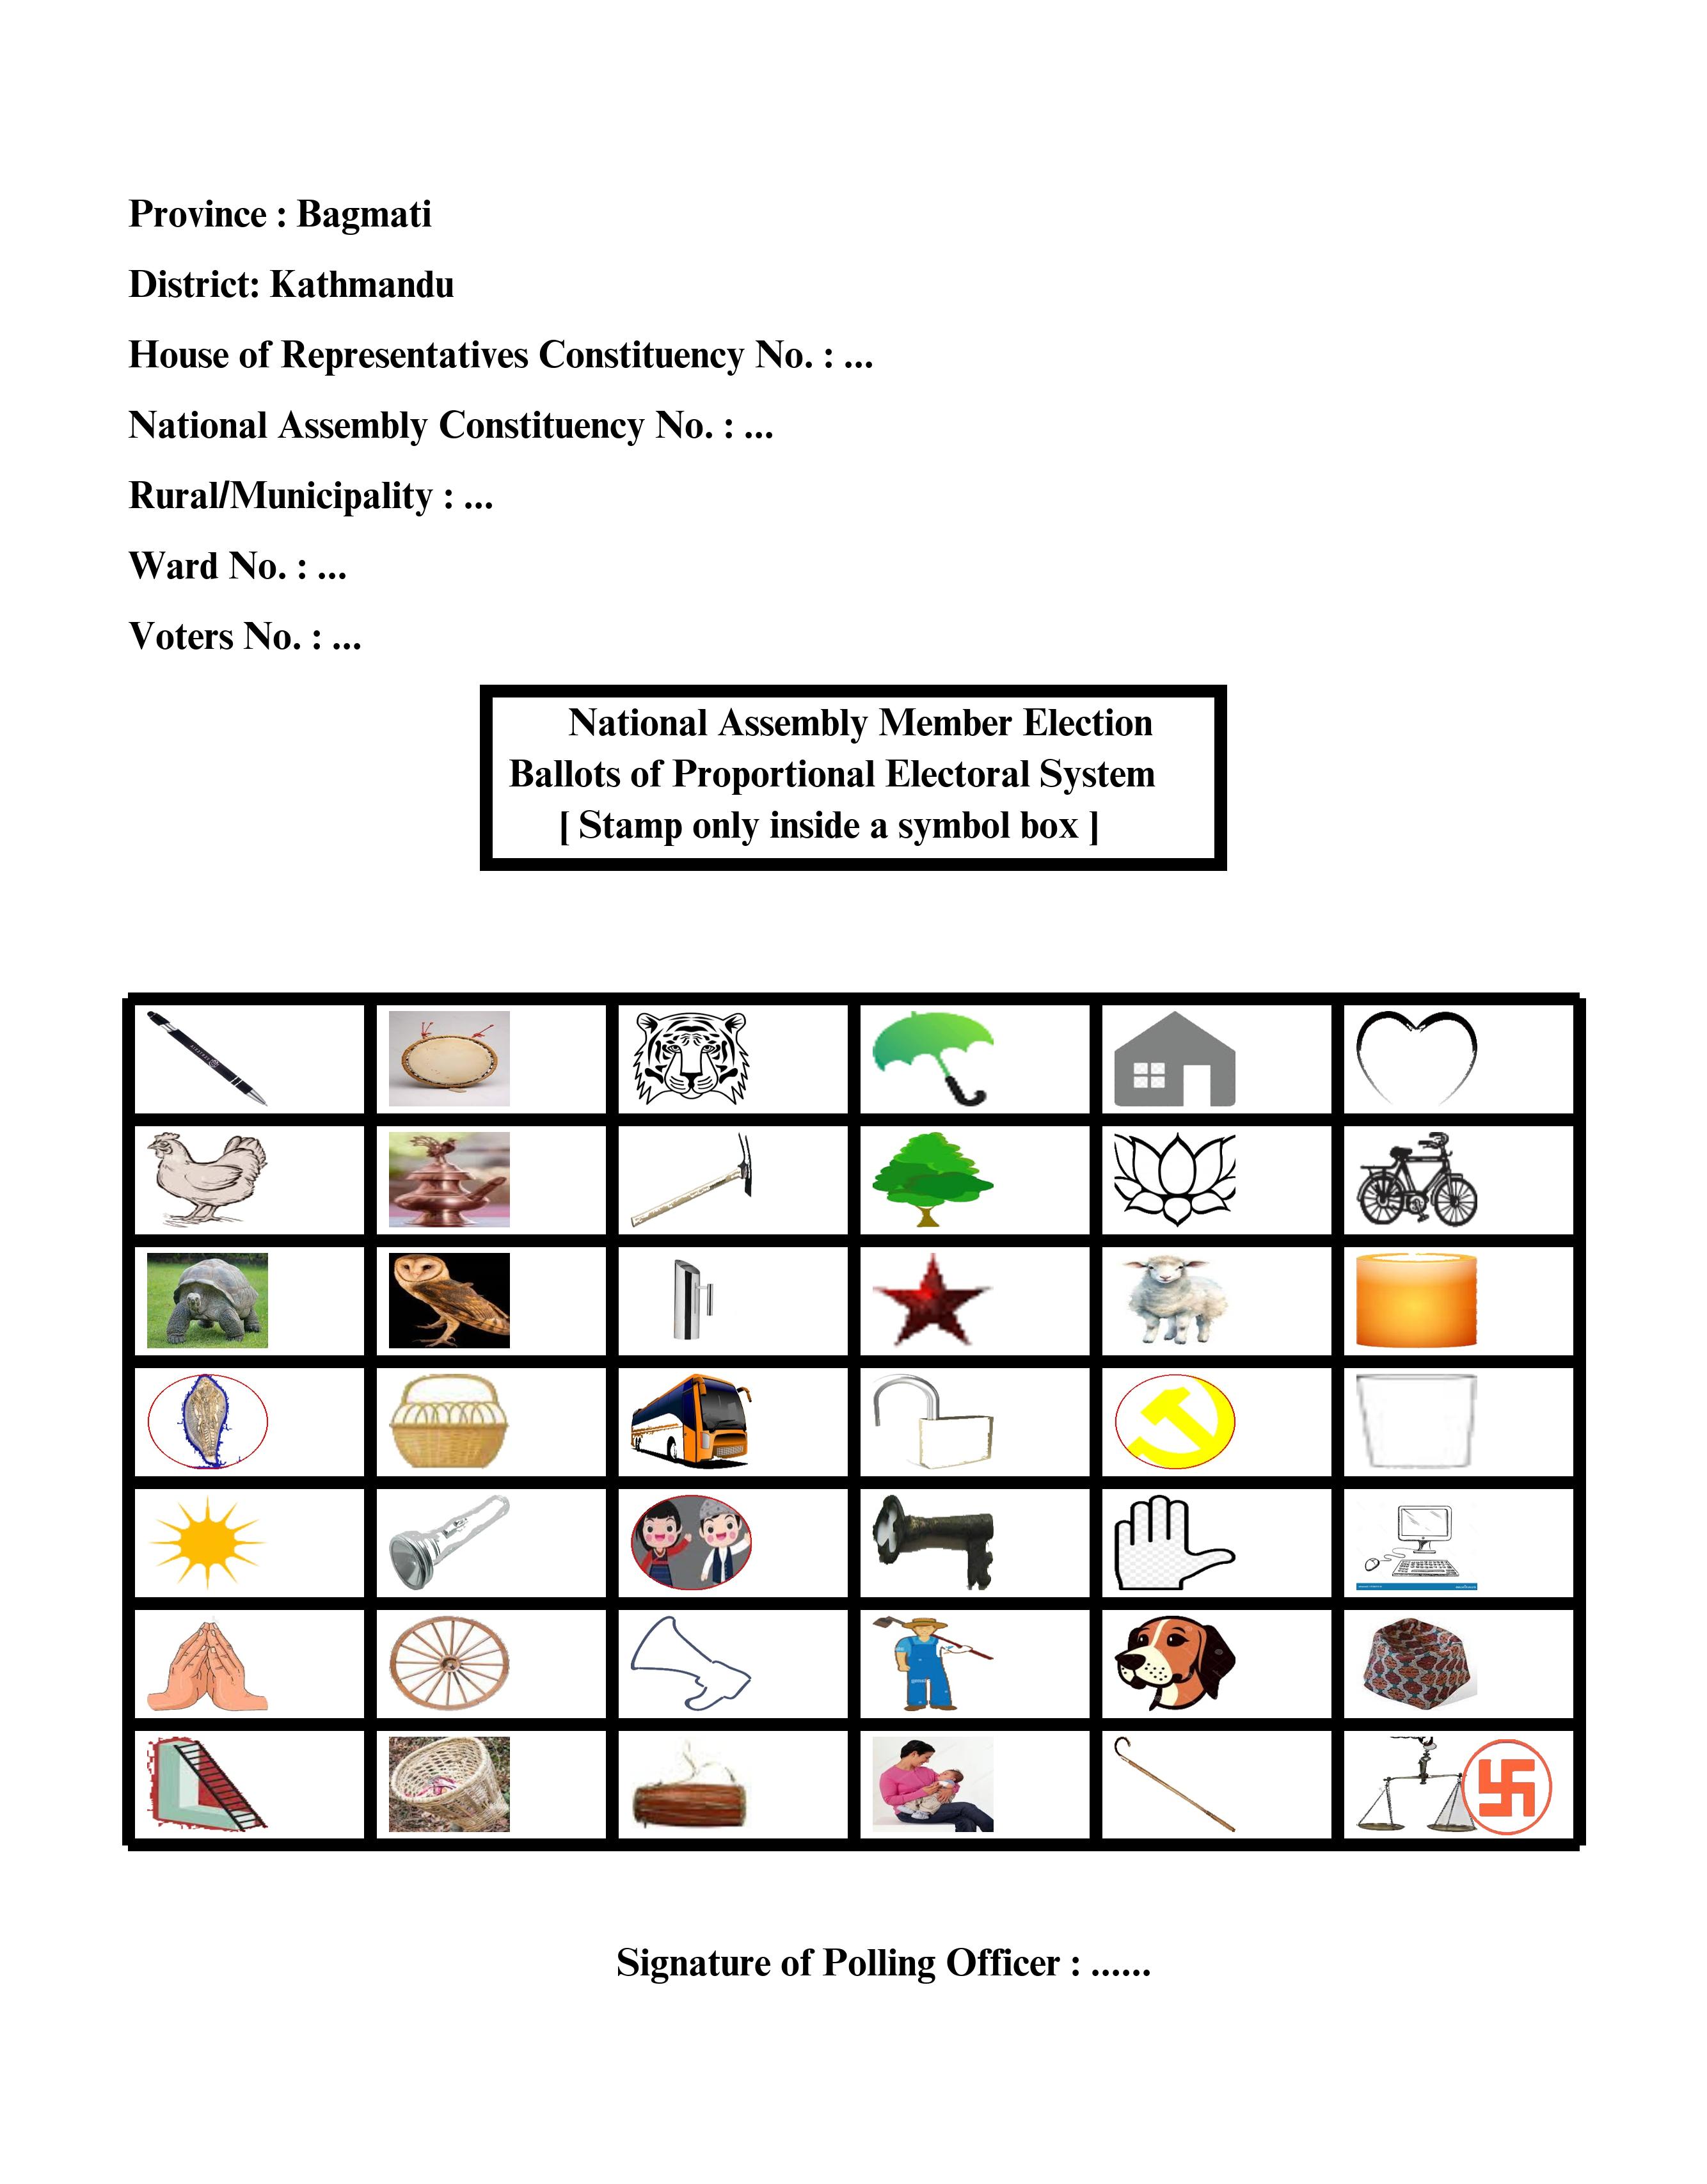 Province : Bagmati
District: Kathmandu
House of Representatives Constituency No. : ...
National Assembly Constituency No. : ...
Rural/Municipality : ...
Ward No. : ...
Voters No. : ...
National Assembly Member Election
Ballots of Proportional Electoral System
[ Stamp only inside a symbol box ]
Signature of Polling Officer : ......